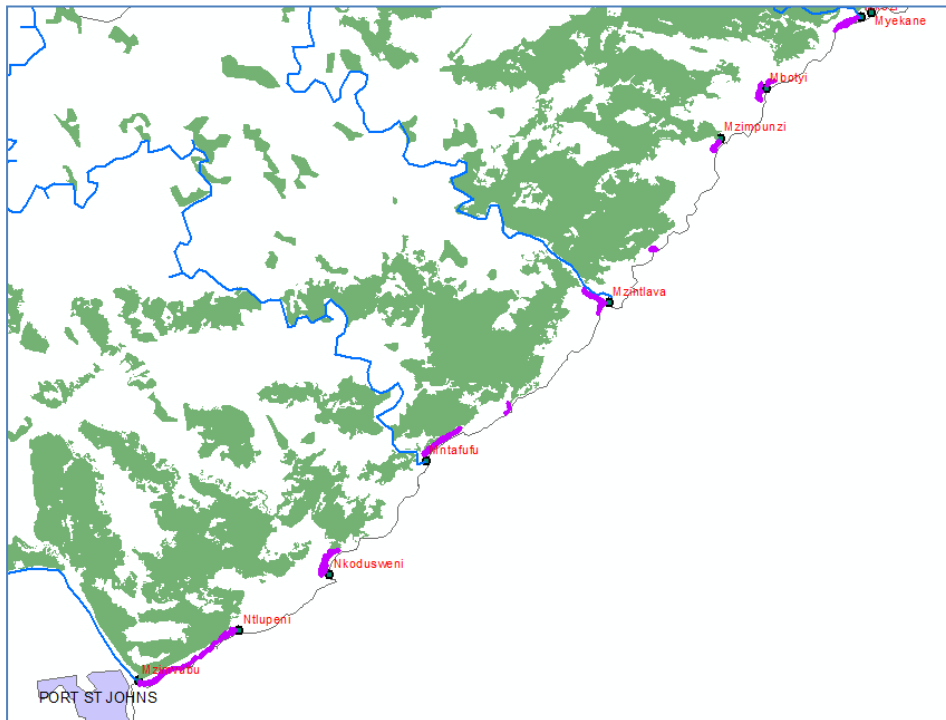 Myekane
Mbotyi
Mzimpunzi
Mzintlava
Mntafufu
Nkodusweni
Ntlupeni
PORT ST JOHNS